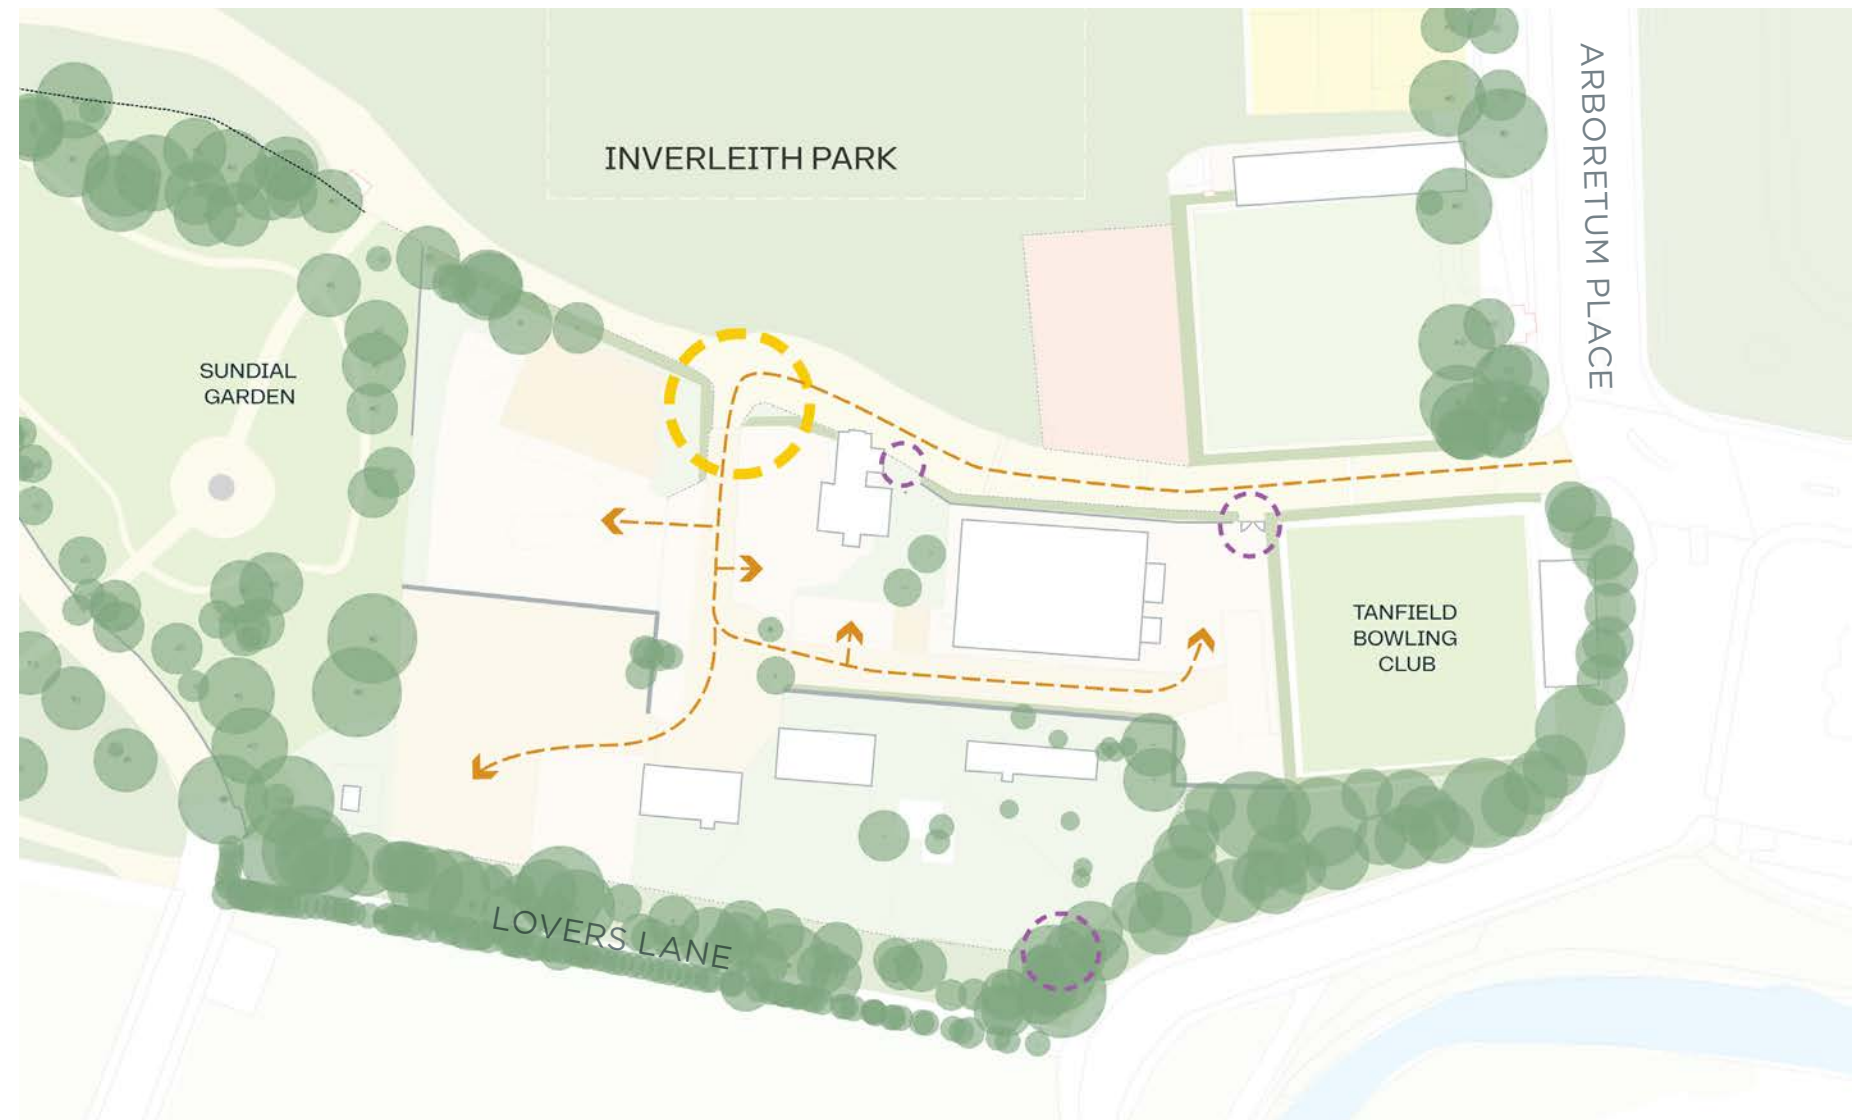 INVERLEITH PARK
ARBORETUM PLACE
SUNDIAL
GARDEN
TANFIELD
BOWLING
CLUB
LOVERS LANE